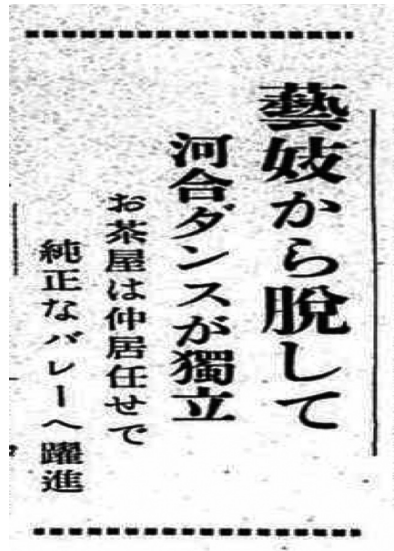 藝妓から脱して
河合ダンスが獨立
お茶屋は仲居任せで
純正なバレーへ躍進